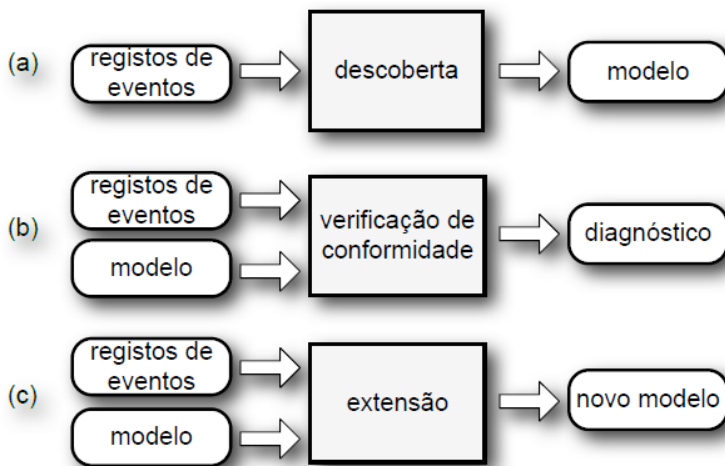 (a)
registos de
eventos
descoberta
modelo
(b)
registos de
eventos
modelo
verificação de
conformidade
diagnóstico
(c)
registos de
eventos
modelo
extensão
novo modelo